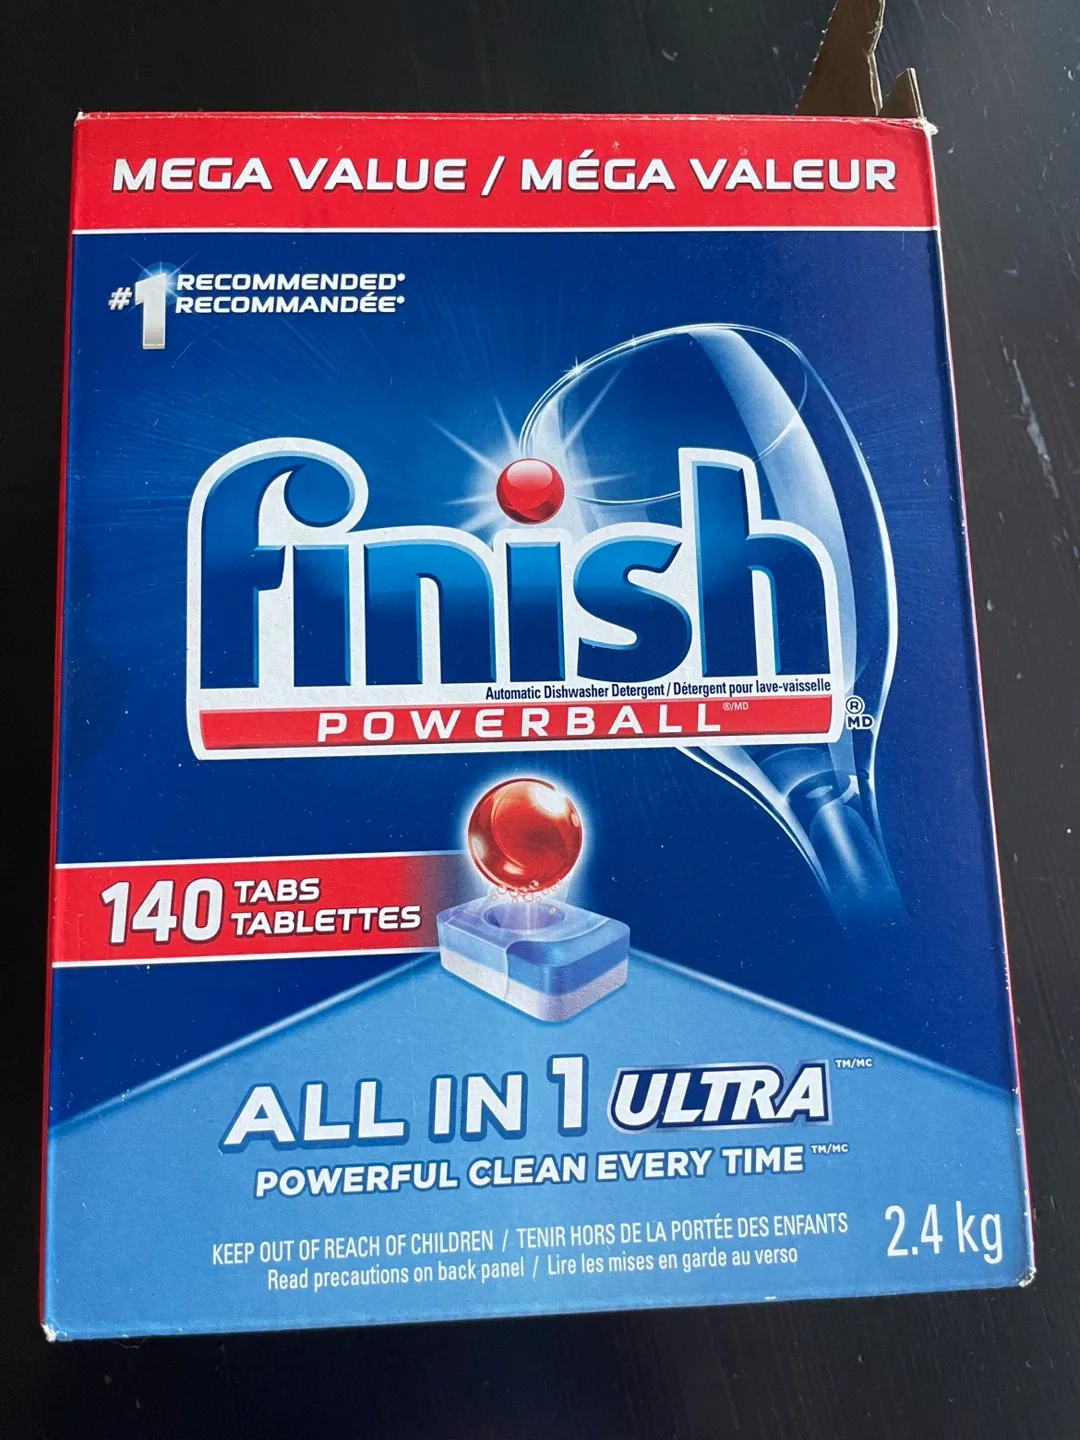 MEGA VALUE / MÉGA VALEUR
#1 RECOMMENDED*
RECOMMANDÉE*
finish
Automatic Dishwasher Detergent / Détergent pour lave-vaisselle
POWERBALL ®/MD
®
MD
140 TABS
TABLETTES
ALL IN 1 ULTRA TM/MC
POWERFUL CLEAN EVERY TIME TM/MC
KEEP OUT OF REACH OF CHILDREN / TENIR HORS DE LA PORTÉE DES ENFANTS
Read precautions on back panel / Lire les mises en garde au verso
2.4 kg